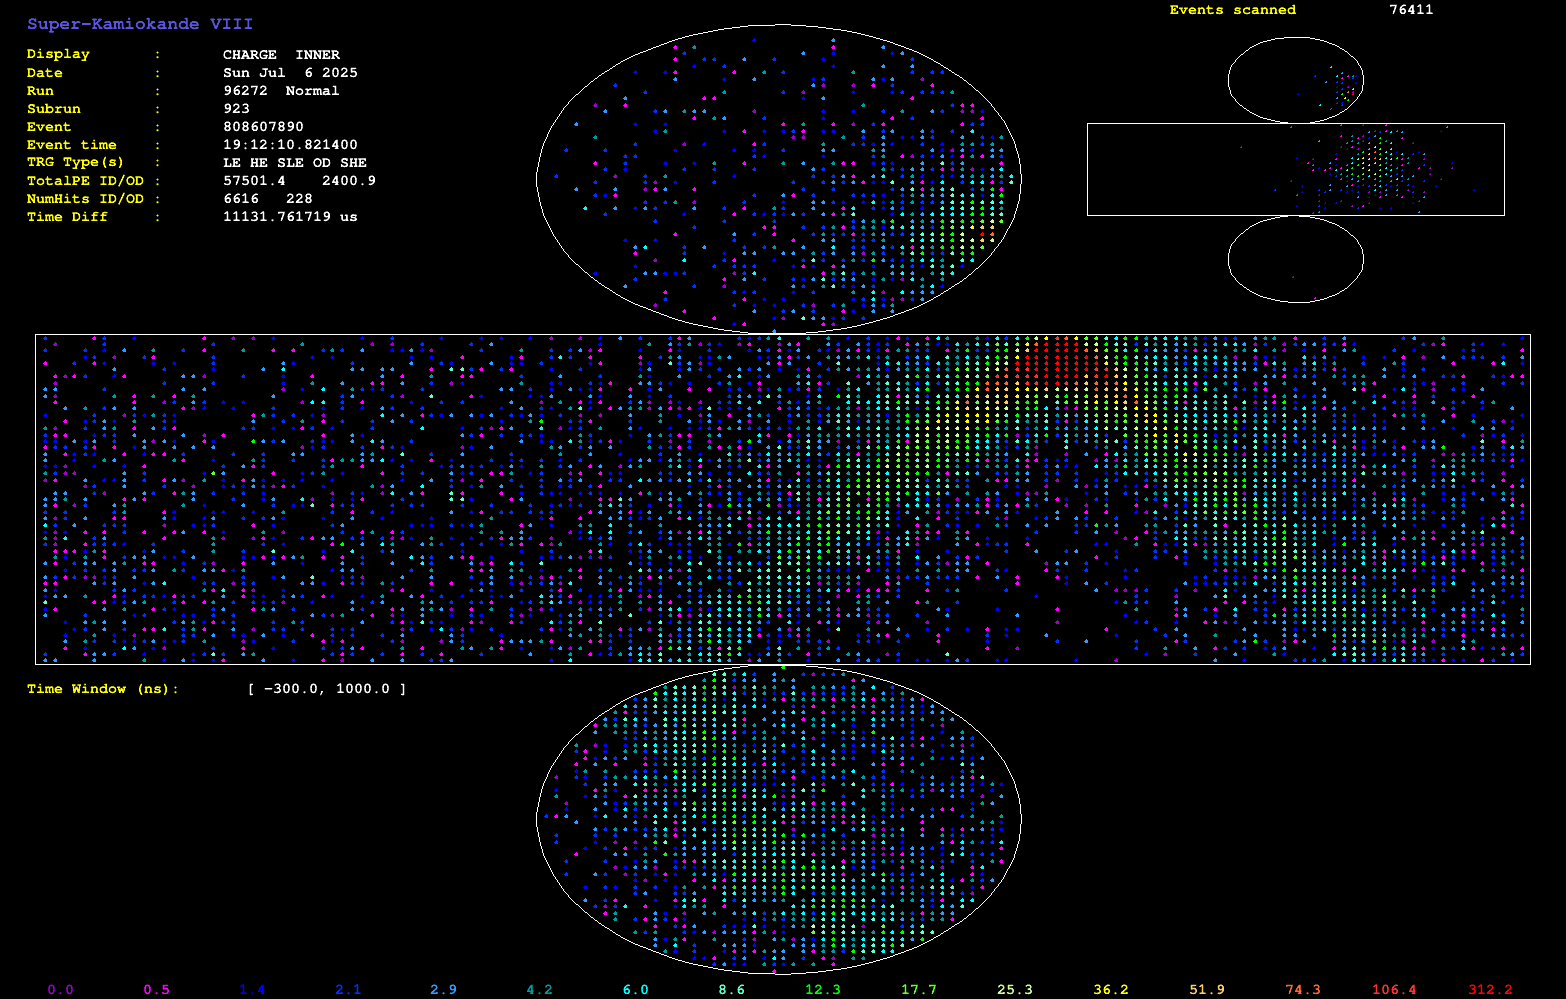 Super-Kamiokande VIII
Display : CHARGE INNER
Date : Sun Jul 6 2025
Run : 96272 Normal
Subrun : 923
Event : 808607890
Event time : 19:12:10.821400
TRG Type(s) : LE HE SLE OD SHE
TotalPE ID/OD : 57501.4 2400.9
NumHits ID/OD : 6616 228
Time Diff : 11131.761719 us
Events scanned 76411
Time Window (ns): [ -300.0, 1000.0 ]
0.0 0.5 1.4 2.1 2.9 4.2 6.0 8.6 12.3 17.7 25.3 36.2 51.9 74.3 106.4 312.2